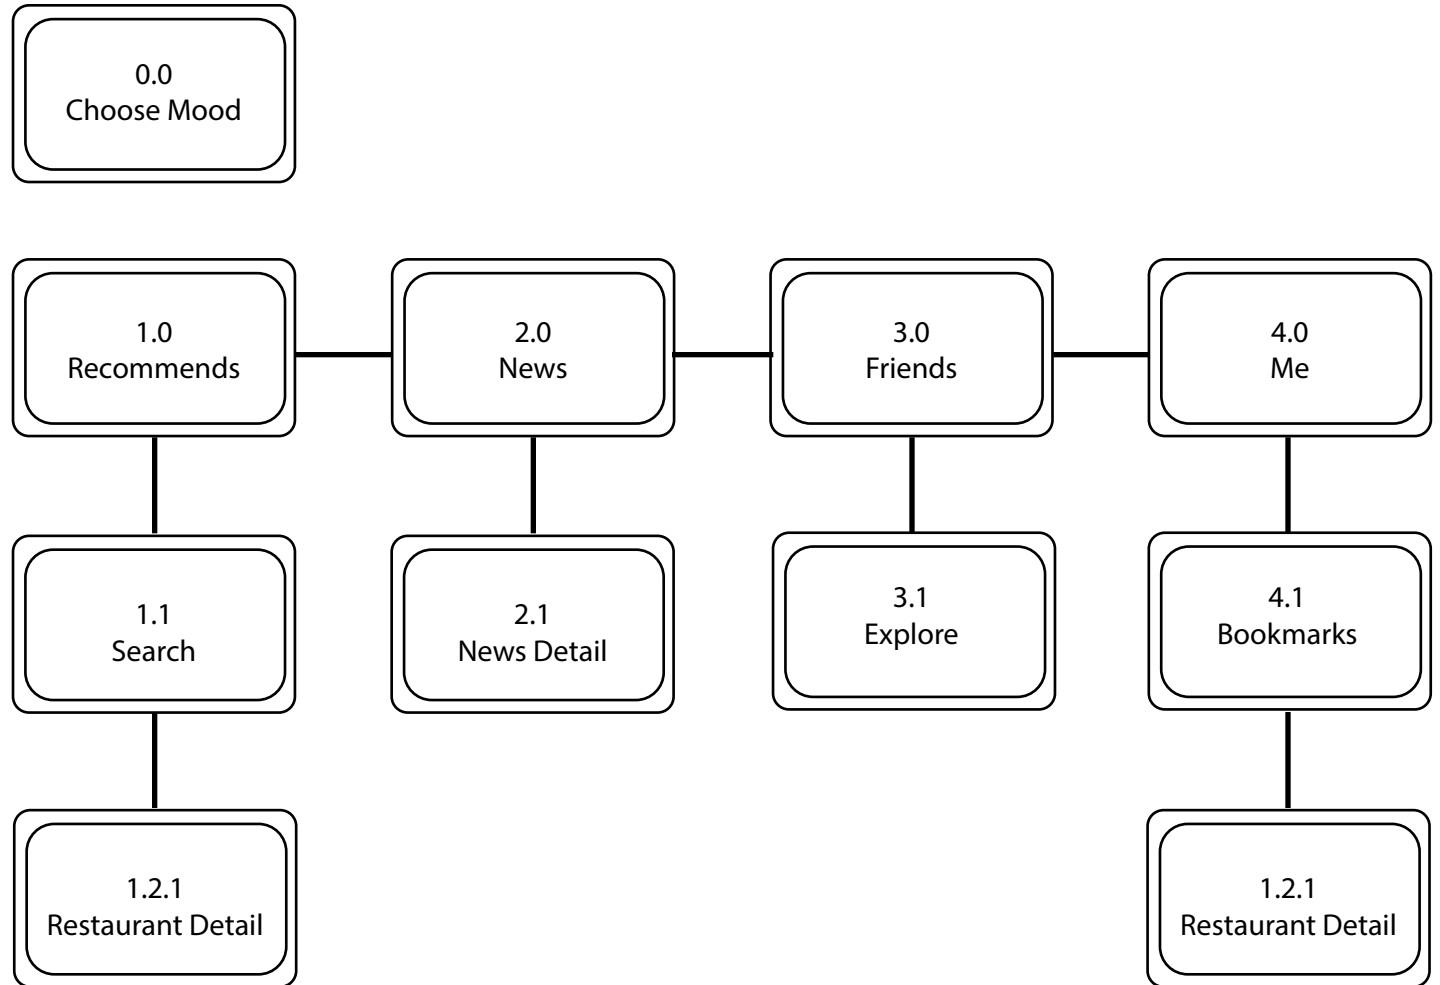 0.0
Choose Mood
1.0
Recommends
2.0
News
3.0
Friends
4.0
Me
1.1
Search
2.1
News Detail
3.1
Explore
4.1
Bookmarks
1.2.1
Restaurant Detail
1.2.1
Restaurant Detail